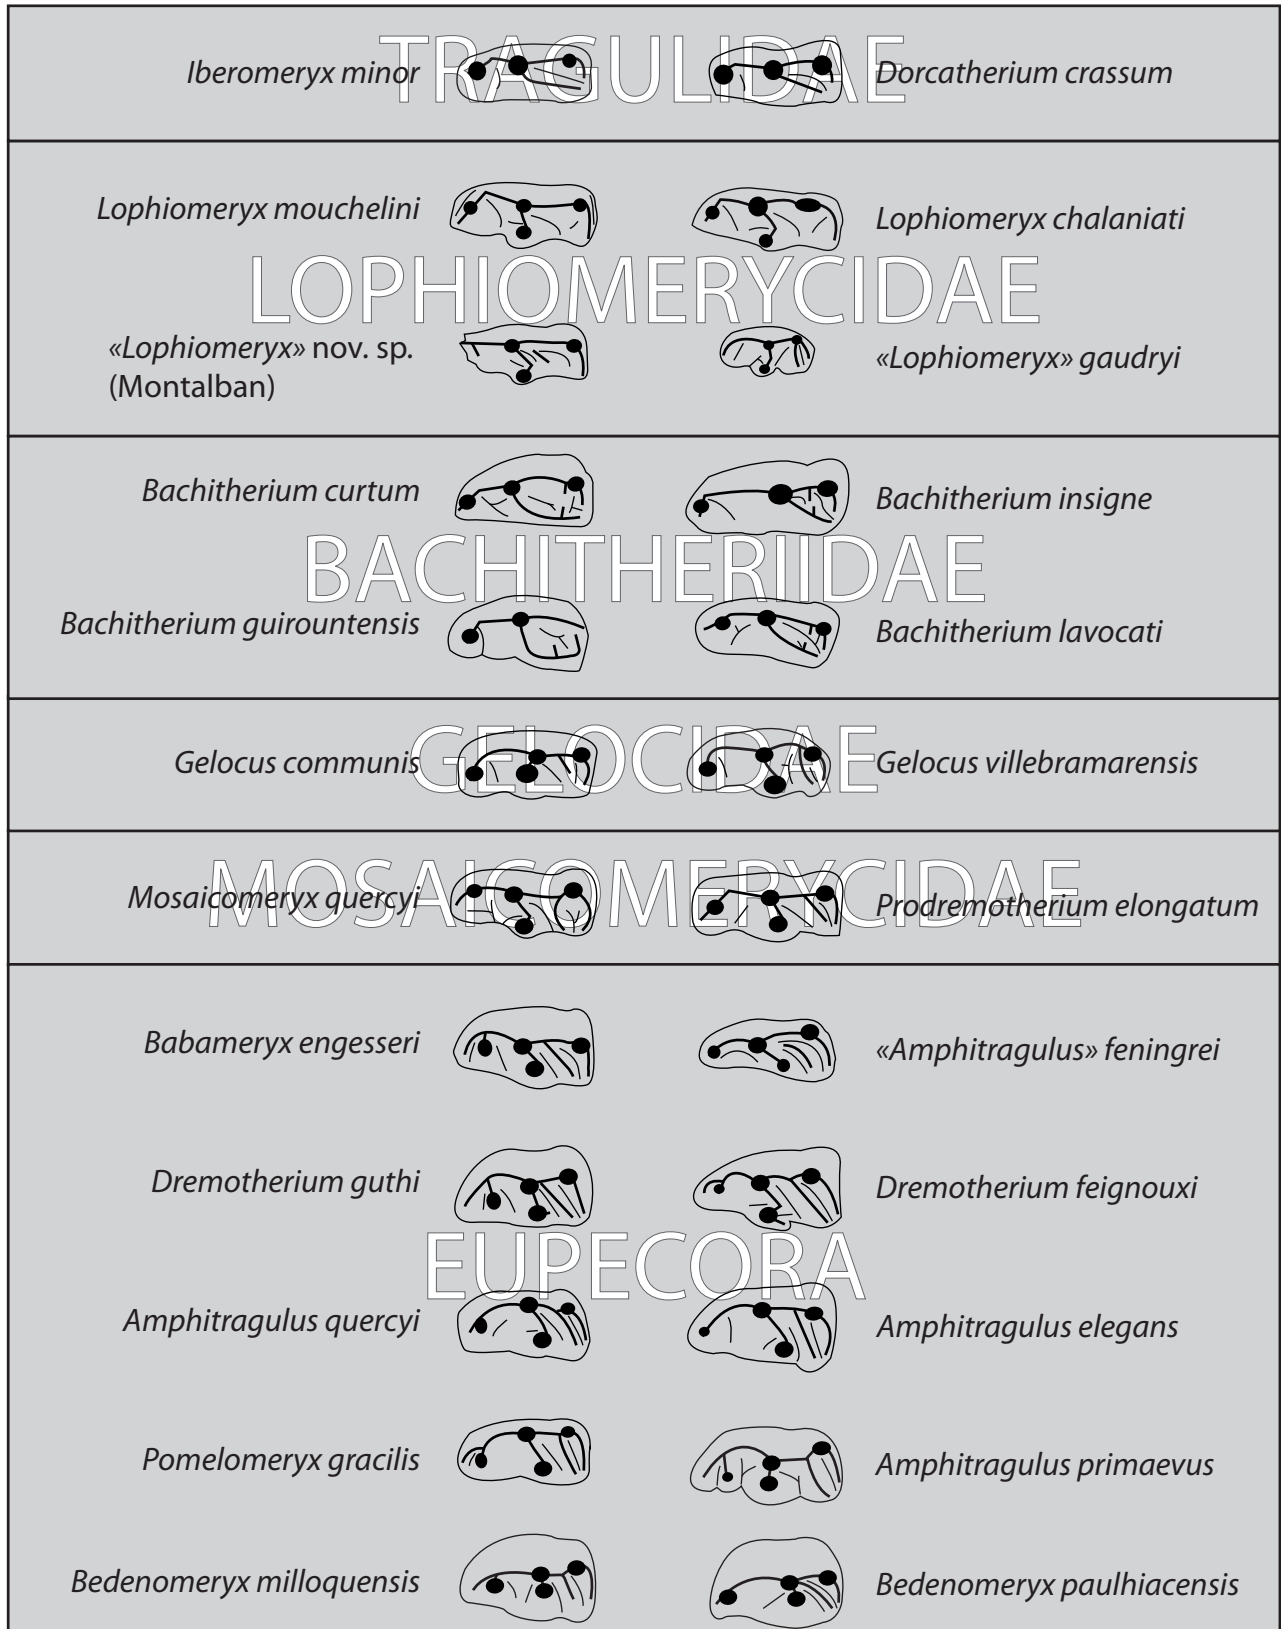 TRAGULIDAE
Iberomeryx minor
Dorcatherium crassum
Lophiomeryx mouchelini
Lophiomeryx chalaniati
LOPHIOMERYCIDAE
«Lophiomeryx» nov. sp.
(Montalban)
«Lophiomeryx» gaudryi
Bachitherium curtum
Bachitherium insigne
BACHITHERIIDAE
Bachitherium guirountensis
Bachitherium lavocati
GELOCIDAE
Gelocus communis
Gelocus villebramarensis
MOSAICOMERYCIDAE
Mosaicomeryx quercyi
Prodremotherium elongatum
Babameryx engesseri
«Amphitragulus» feningrei
Dremotherium guthi
Dremotherium feignouxi
EUPECORA
Amphitragulus quercyi
Amphitragulus elegans
Pomelomeryx gracilis
Amphitragulus primaevus
Bedenomeryx milloquensis
Bedenomeryx paulhiacensis